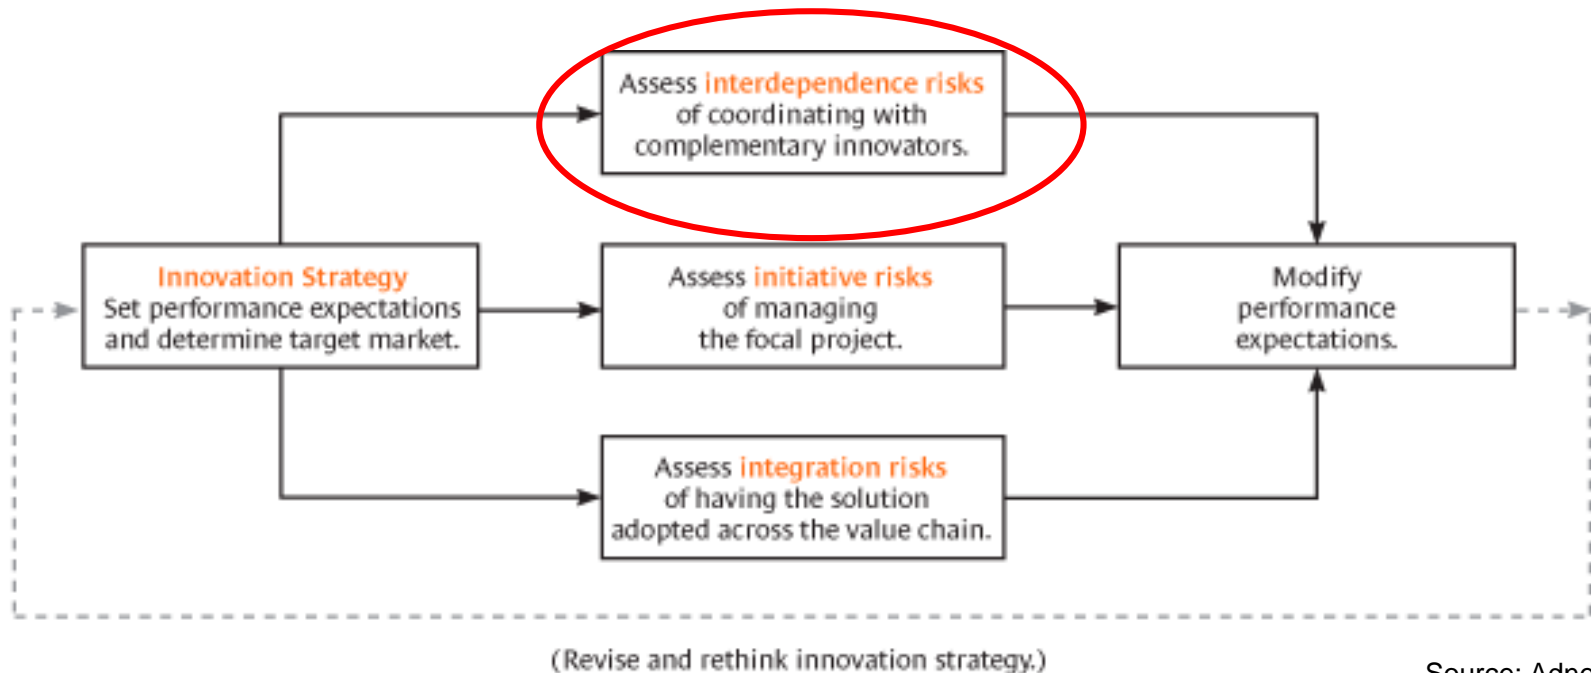 Assess interdependence risks
of coordinating with
complementary innovators.
Innovation Strategy
Set performance expectations
and determine target market.
Assess initiative risks
of managing
the focal project.
Modify
performance
expectations.
Assess integration risks
of having the solution
adopted across the value chain.
(Revise and rethink innovation strategy.)
Source: